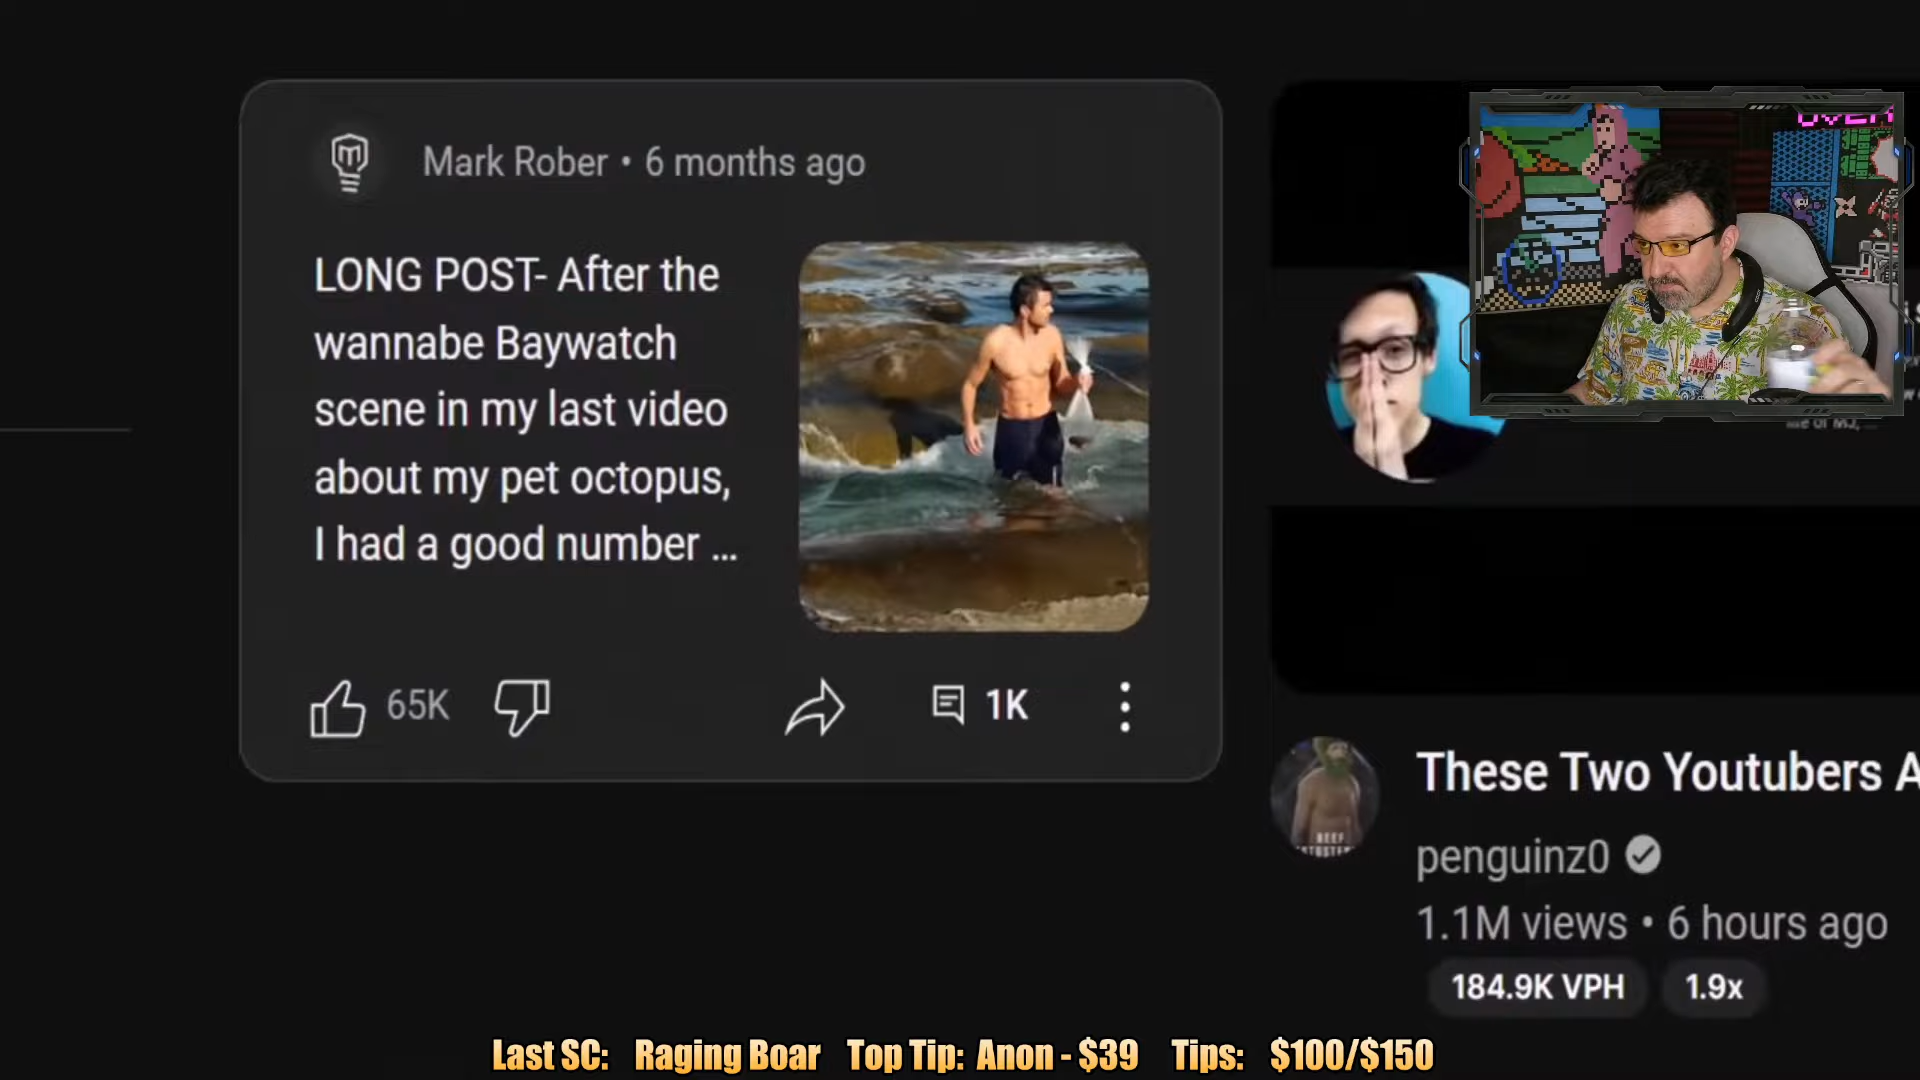 Mark Rober • 6 months ago
LONG POST- After the
wannabe Baywatch
scene in my last video
about my pet octopus,
I had a good number ...
65K
1K
These Two Youtubers A
penguinz0
1.1M views • 6 hours ago
184.9K VPH 1.9x
Last SC: Raging Boar Top Tip: Anon - $39 Tips: $100/$150